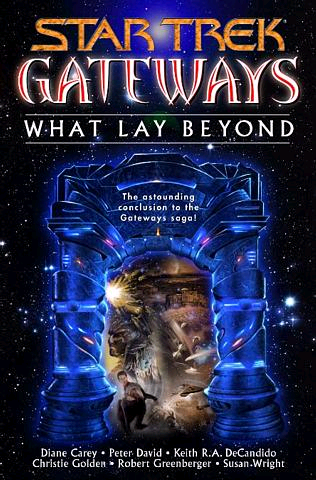 STAR TREK
GATEWAYS
WHAT LAY BEYOND
The astounding
conclusion to the
Gateways saga!
Diane Carey • Peter David • Keith R.A. DeCandido
Christie Golden • Robert Greenberger • Susan Wright